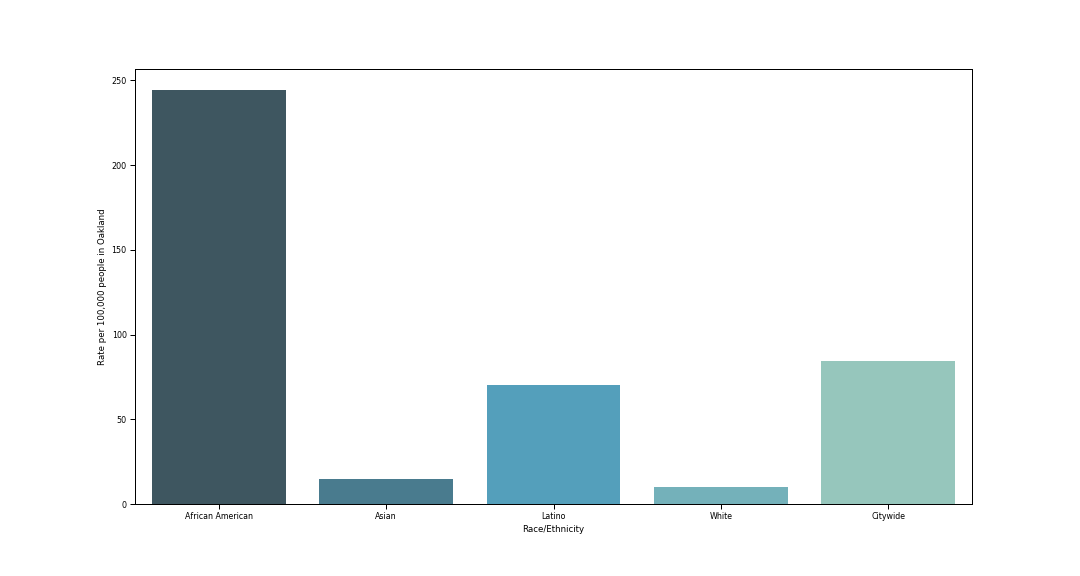 250
200
150
100
50
0
Rate per 100,000 people in Oakland
African American
Asian
Latino
White
Citywide
Race/Ethnicity